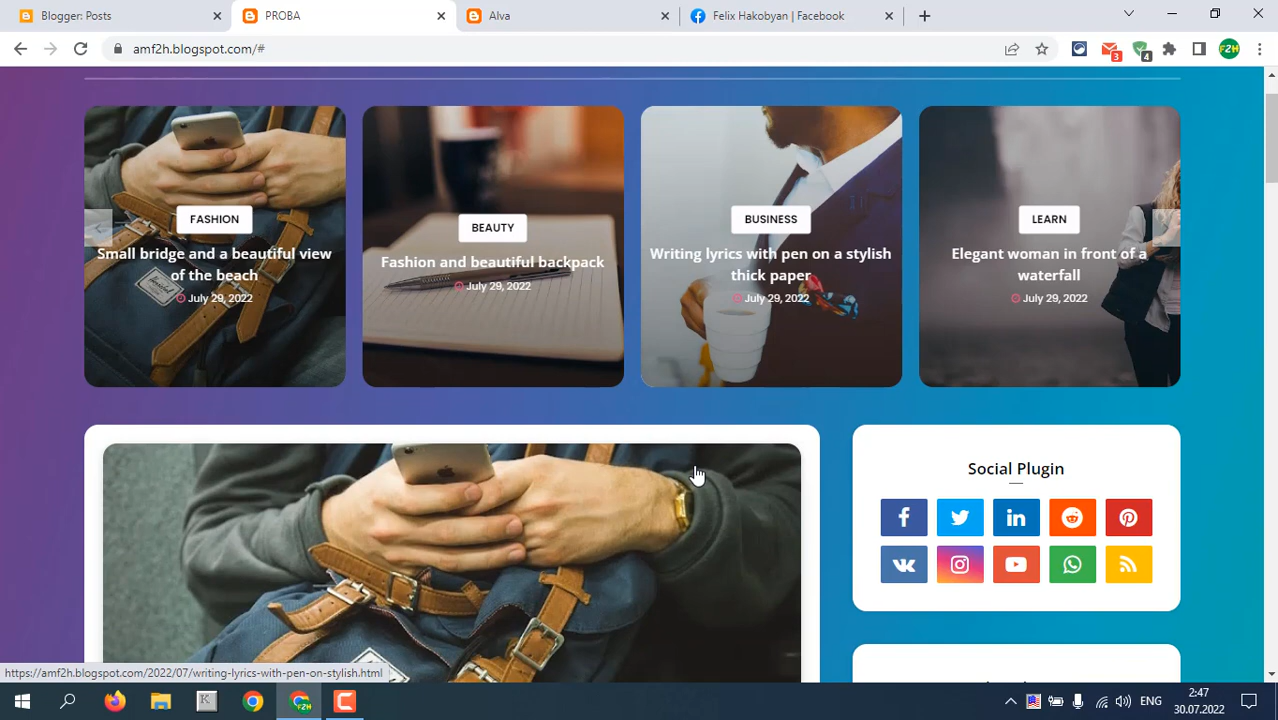 Blogger: Posts
PROBA
Alva
Felix Hakobyan | Facebook
amf2h.blogspot.com/#
3
4
F2H
FASHION
Small bridge and a beautiful view
of the beach
July 29, 2022
BEAUTY
Fashion and beautiful backpack
July 29, 2022
BUSINESS
Writing lyrics with pen on a stylish
thick paper
July 29, 2022
LEARN
Elegant woman in front of a
waterfall
July 29, 2022
Social Plugin
https://amf2h.blogspot.com/2022/07/writing-lyrics-with-pen-on-stylish.html
ENG
2:47
30.07.2022